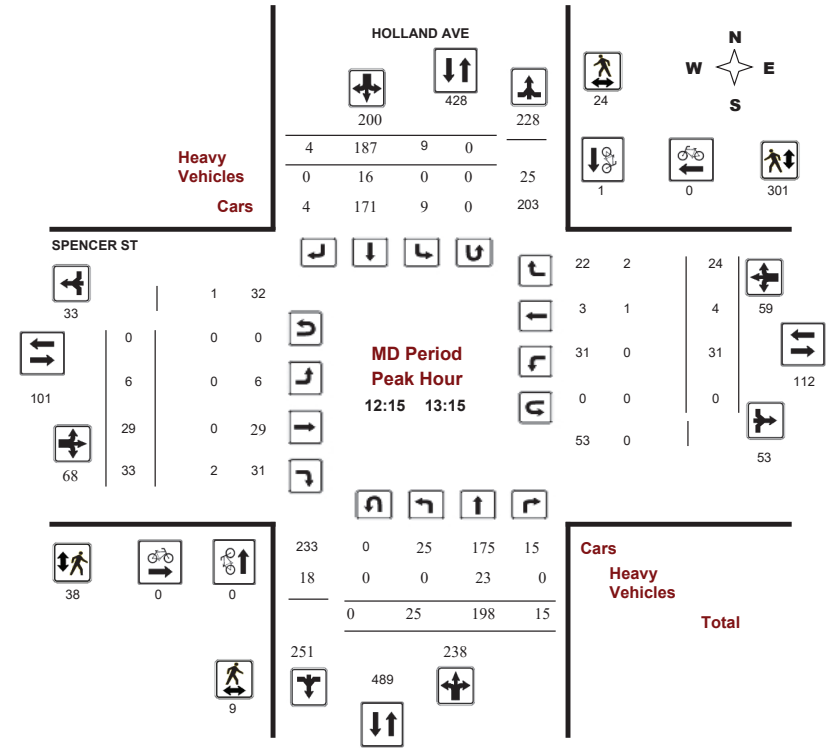 HOLLAND AVE
N
W E
S
428
24
200 228
4 187 9 0
Heavy
Vehicles 0 16 0 0 25
Cars 4 171 9 0 203
1 0 301
SPENCER ST
33 1 32
22 2 24
59
0 0 0
3 1 4
101
6 0 6
31 0 31
112
MD Period
Peak Hour
12:15 13:15
0 0 0
29 0 29
53 0
53
68 33 2 31
233 0 25 175 15 Cars
18 0 0 23 0 Heavy
Vehicles
0 25 198 15 Total
38 0 0
251 238
489
9